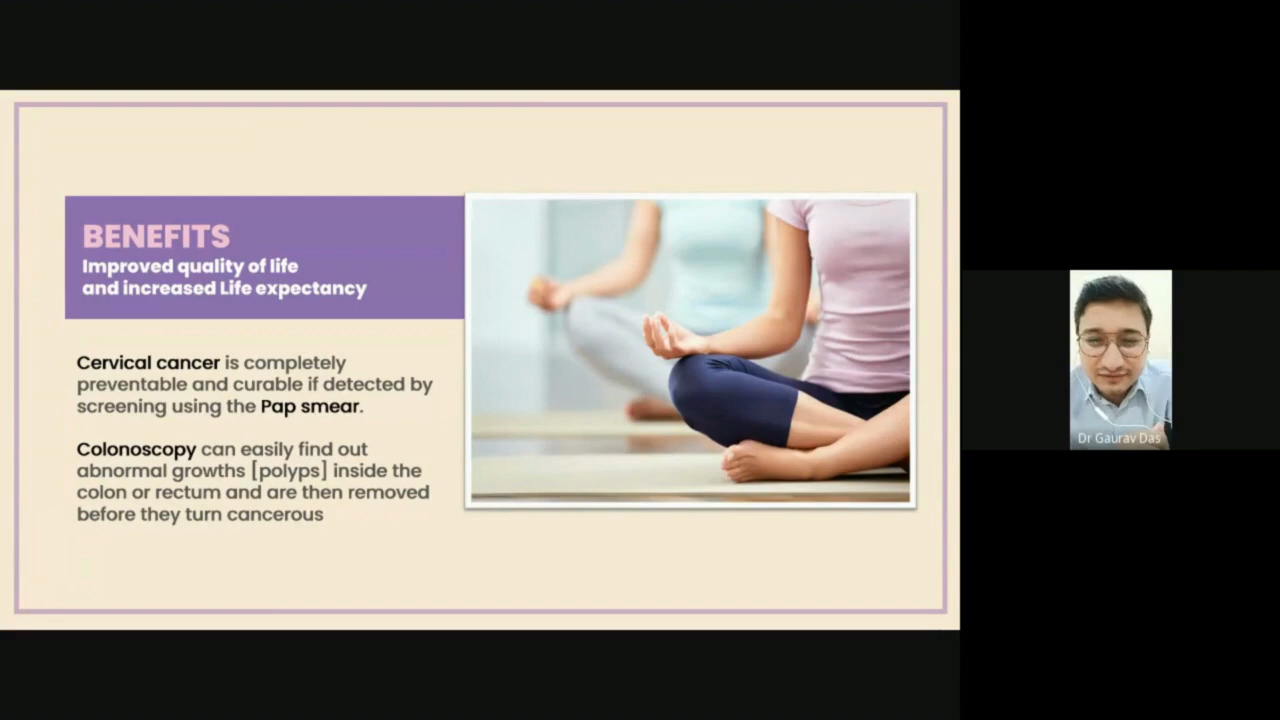 BENEFITS
Improved quality of life
and increased Life expectancy
Cervical cancer is completely
preventable and curable if detected by
screening using the Pap smear.
Colonoscopy can easily find out
abnormal growths [polyps] inside the
colon or rectum and are then removed
before they turn cancerous
Dr Gaurav Das